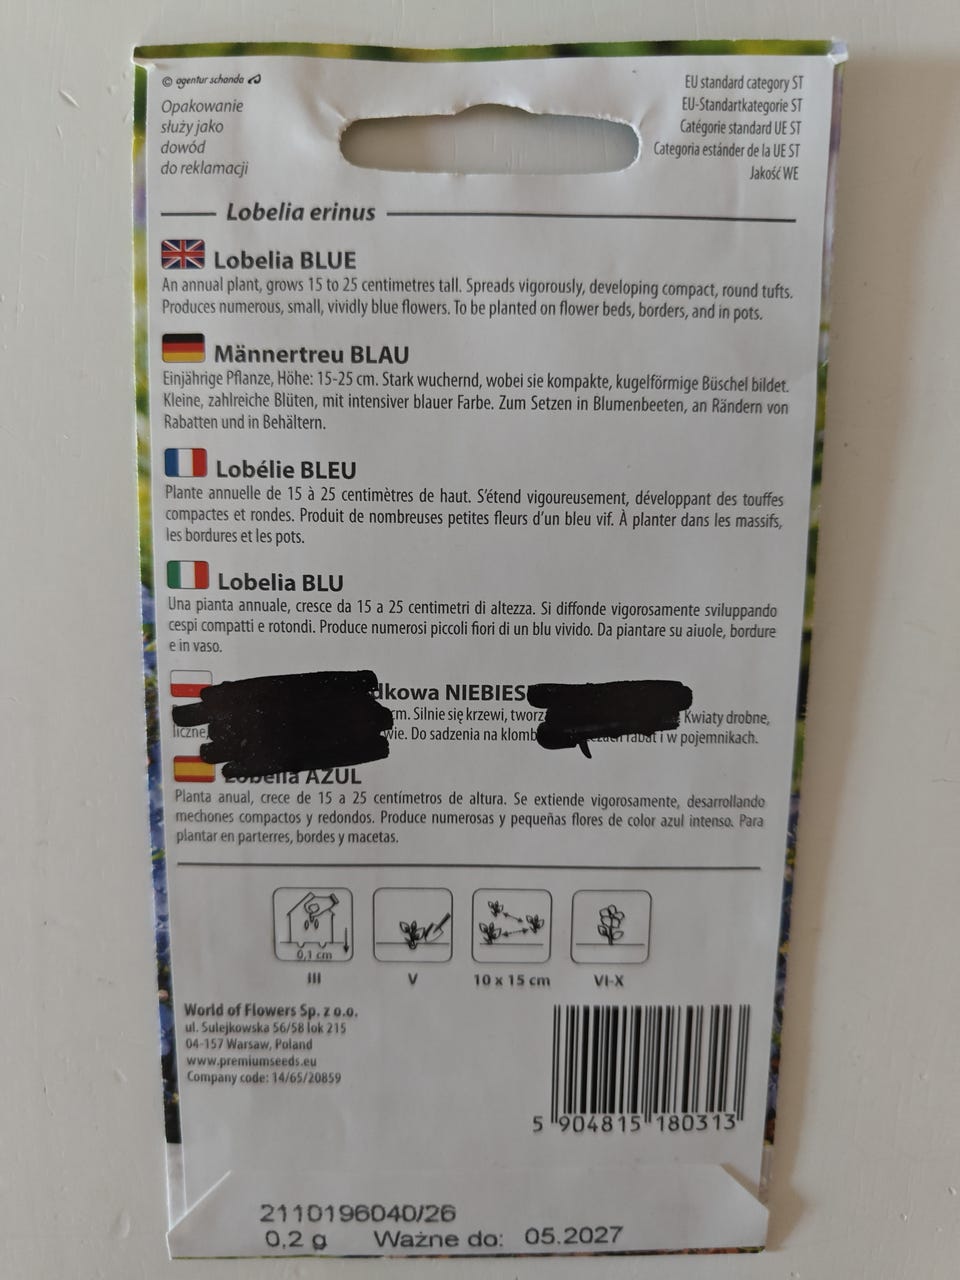 © agentur schanda
Opakowanie
służy jako
dowód
do reklamacji
EU standard category ST
EU-Standartkategorie ST
Catégorie standard UE ST
Categoria estánder de la UE ST
Jakość WE
Lobelia erinus
Lobelia BLUE
An annual plant, grows 15 to 25 centimetres tall. Spreads vigorously, developing compact, round tufts.
Produces numerous, small, vividly blue flowers. To be planted on flower beds, borders, and in pots.
Männertreu BLAU
Einjährige Pflanze, Höhe: 15-25 cm. Stark wuchernd, wobei sie kompakte, kugelförmige Büschel bildet.
Kleine, zahlreiche Blüten, mit intensiver blauer Farbe. Zum Setzen in Blumenbeeten, an Rändern von
Rabatten und in Behältern.
Lobélie BLEU
Plante annuelle de 15 à 25 centimètres de haut. S'étend vigoureusement, développant des touffes
compactes et rondes. Produit de nombreuses petites fleurs d'un bleu vif. À planter dans les massifs,
les bordures et les pots.
Lobelia BLU
Una pianta annuale, cresce da 15 a 25 centimetri di altezza. Si diffonde vigorosamente sviluppando
cespi compatti e rotondi. Produce numerosi piccoli fiori di un blu vivido. Da piantare su aiuole, bordure
e in vaso.
dkowa NIEBIES
cm. Silnie się krzewi, tworz Kwiaty drobne,
liczne, wie. Do sadzenia na klomb rabat i w pojemnikach.
Lobelia AZUL
Planta anual, crece de 15 a 25 centímetros de altura. Se extiende vigorosamente, desarrollando
mechones compactos y redondos. Produce numerosas y pequeñas flores de color azul intenso. Para
plantar en parterres, bordes y macetas.
0,1 cm
III V 10 x 15 cm VI-X
World of Flowers Sp. z o.o.
ul. Sulejkowska 56/58 lok 215
04-157 Warsaw, Poland
www.premiumseeds.eu
Company code: 14/65/20859
5 904815 180313
2110196040/26
0,2 g Ważne do: 05.2027